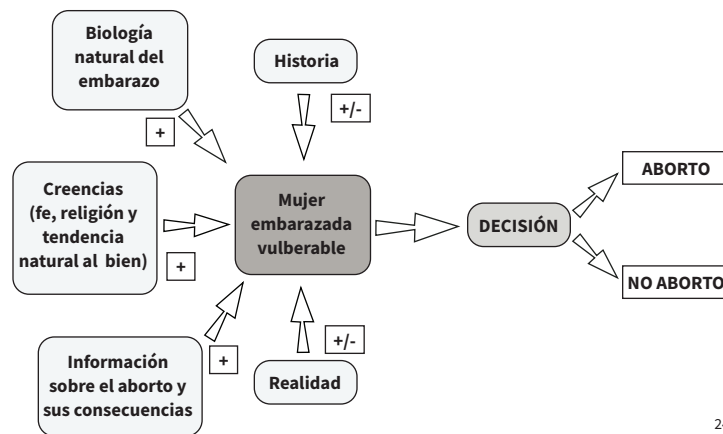 Biología
natural del
embarazo
Historia
+
+/-
Creencias
(fe, religión y
tendencia
natural al bien)
+
Mujer
embarazada
vulberable
DECISIÓN
ABORTO
NO ABORTO
Información
sobre el aborto y
sus consecuencias
+
+/-
Realidad
2